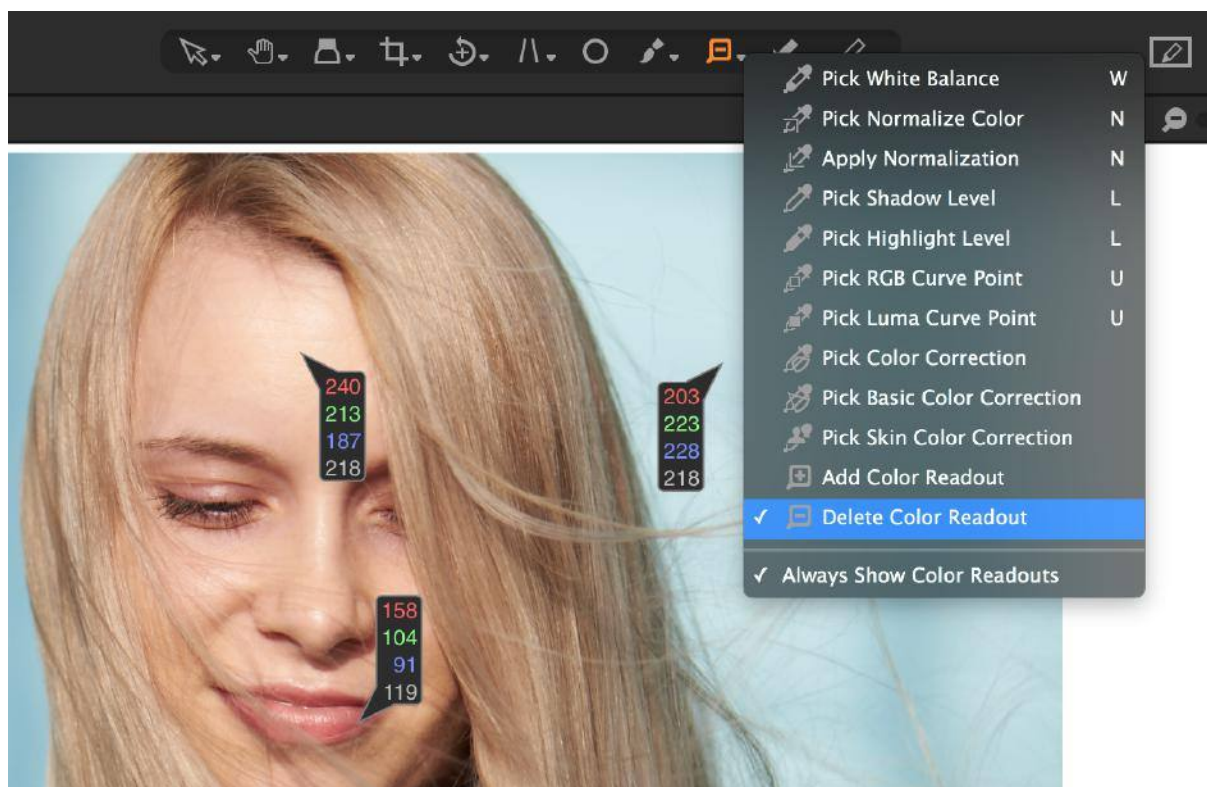 Pick White Balance W
Pick Normalize Color N
Apply Normalization N
Pick Shadow Level L
Pick Highlight Level L
Pick RGB Curve Point U
Pick Luma Curve Point U
Pick Color Correction
Pick Basic Color Correction
Pick Skin Color Correction
Add Color Readout
✓ Delete Color Readout
✓ Always Show Color Readouts
240
213
187
218
203
223
228
218
158
104
91
119